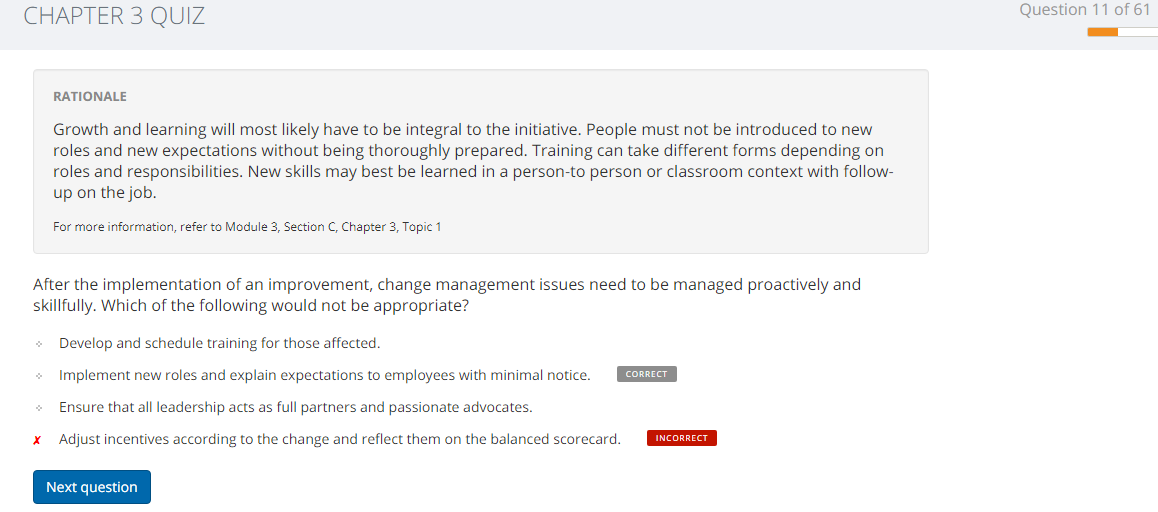 CHAPTER 3 QUIZ
Question 11 of 61
RATIONALE
Growth and learning will most likely have to be integral to the initiative. People must not be introduced to new
roles and new expectations without being thoroughly prepared. Training can take different forms depending on
roles and responsibilities. New skills may best be learned in a person-to person or classroom context with follow-
up on the job.
For more information, refer to Module 3, Section C, Chapter 3, Topic 1
After the implementation of an improvement, change management issues need to be managed proactively and
skillfully. Which of the following would not be appropriate?
Develop and schedule training for those affected.
Implement new roles and explain expectations to employees with minimal notice. CORRECT
Ensure that all leadership acts as full partners and passionate advocates.
✗ Adjust incentives according to the change and reflect them on the balanced scorecard. INCORRECT
Next question